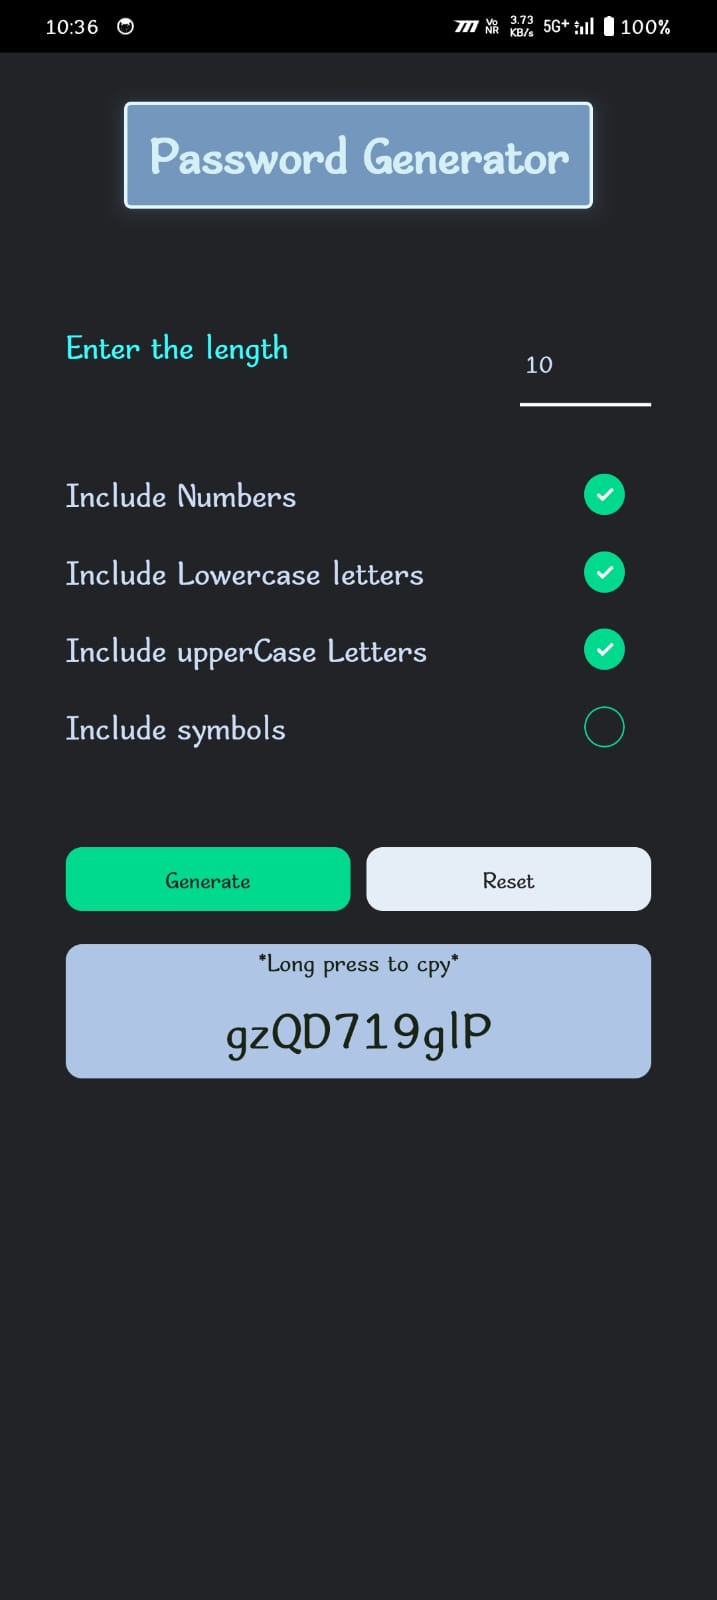 10:36 Vo NR 3.73 KB/s 5G+ 100%
Password Generator
Enter the length
10
Include Numbers
Include Lowercase letters
Include upperCase Letters
Include symbols
Generate Reset
*Long press to cpy*
gzQD719glP